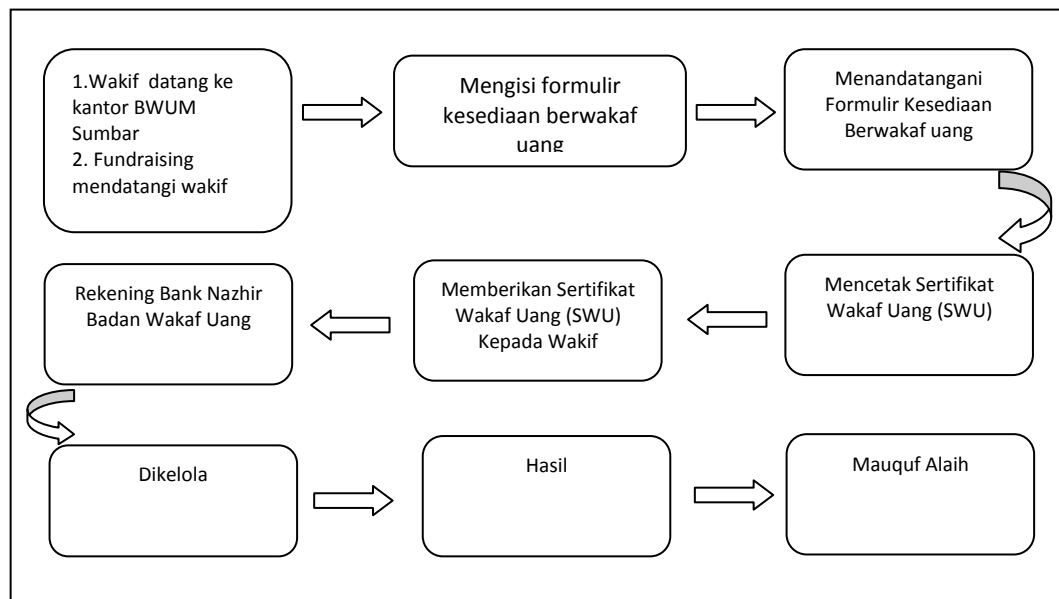 1.Wakif datang ke
kantor BWUM
Sumbar
2. Fundraising
mendatangi wakif
Mengisi formulir
kesediaan berwakaf
uang
Menandatangani
Formulir Kesediaan
Berwakaf uang
Mencetak Sertifikat
Wakaf Uang (SWU)
Memberikan Sertifikat
Wakaf Uang (SWU)
Kepada Wakif
Rekening Bank Nazhir
Badan Wakaf Uang
Dikelola
Hasil
Mauquf Alaih